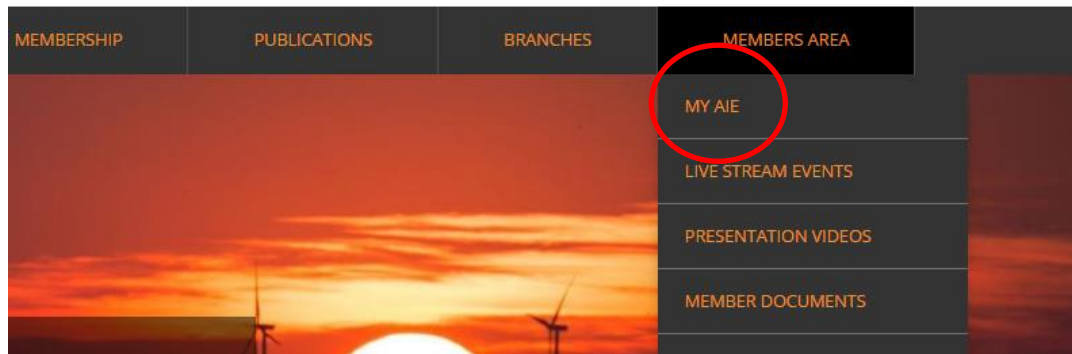 MEMBERSHIP PUBLICATIONS BRANCHES MEMBERS AREA
MY AIE
LIVE STREAM EVENTS
PRESENTATION VIDEOS
MEMBER DOCUMENTS